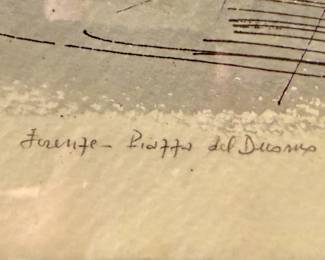 Firenze - Piazza del Duomo